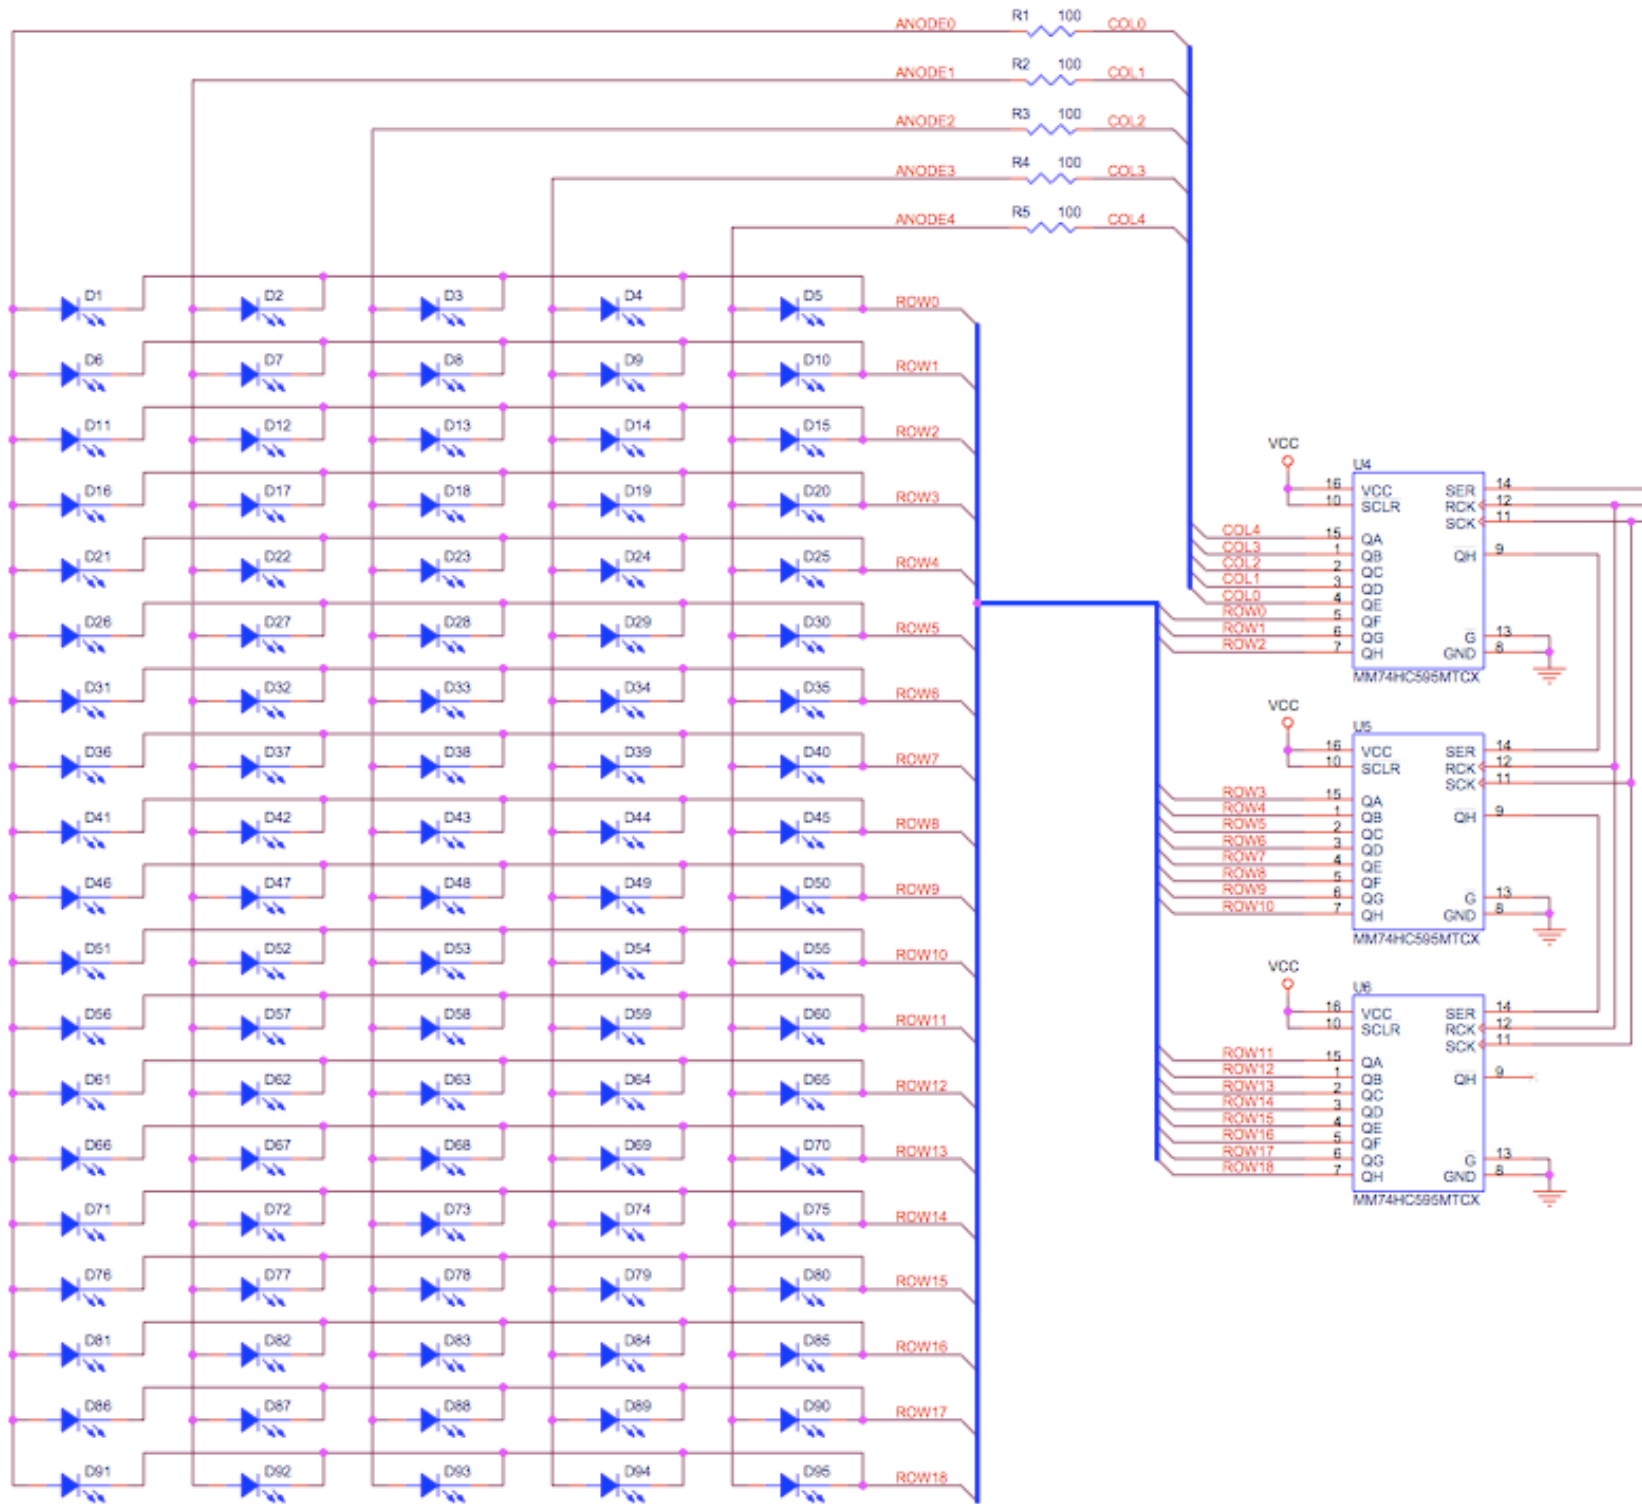 ANODE0 R1 100 COL0
ANODE1 R2 100 COL1
ANODE2 R3 100 COL2
ANODE3 R4 100 COL3
ANODE4 R5 100 COL4
D1 D2 D3 D4 D5 ROW0
D6 D7 D8 D9 D10 ROW1
D11 D12 D13 D14 D15 ROW2
D16 D17 D18 D19 D20 ROW3
D21 D22 D23 D24 D25 ROW4
D26 D27 D28 D29 D30 ROW5
D31 D32 D33 D34 D35 ROW6
D36 D37 D38 D39 D40 ROW7
D41 D42 D43 D44 D45 ROW8
D46 D47 D48 D49 D50 ROW9
D51 D52 D53 D54 D55 ROW10
D56 D57 D58 D59 D60 ROW11
D61 D62 D63 D64 D65 ROW12
D66 D67 D68 D69 D70 ROW13
D71 D72 D73 D74 D75 ROW14
D76 D77 D78 D79 D80 ROW15
D81 D82 D83 D84 D85 ROW16
D86 D87 D88 D89 D90 ROW17
D91 D92 D93 D94 D95 ROW18
VCC
U4
16 VCC SER 14
10 SCLR RCK 12
SCK 11
COL4 15 QA
COL3 1 QB QH 9
COL2 2 QC
COL1 3 QD
COL0 4 QE
ROW0 5 QF
ROW1 6 QG G 13
ROW2 7 QH GND 8
MM74HC595MTCX
VCC
U5
16 VCC SER 14
10 SCLR RCK 12
SCK 11
ROW3 15 QA
ROW4 1 QB QH 9
ROW5 2 QC
ROW6 3 QD
ROW7 4 QE
ROW8 5 QF
ROW9 6 QG G 13
ROW10 7 QH GND 8
MM74HC595MTCX
VCC
U6
16 VCC SER 14
10 SCLR RCK 12
SCK 11
ROW11 15 QA
ROW12 1 QB QH 9
ROW13 2 QC
ROW14 3 QD
ROW15 4 QE
ROW16 5 QF
ROW17 6 QG G 13
ROW18 7 QH GND 8
MM74HC595MTCX